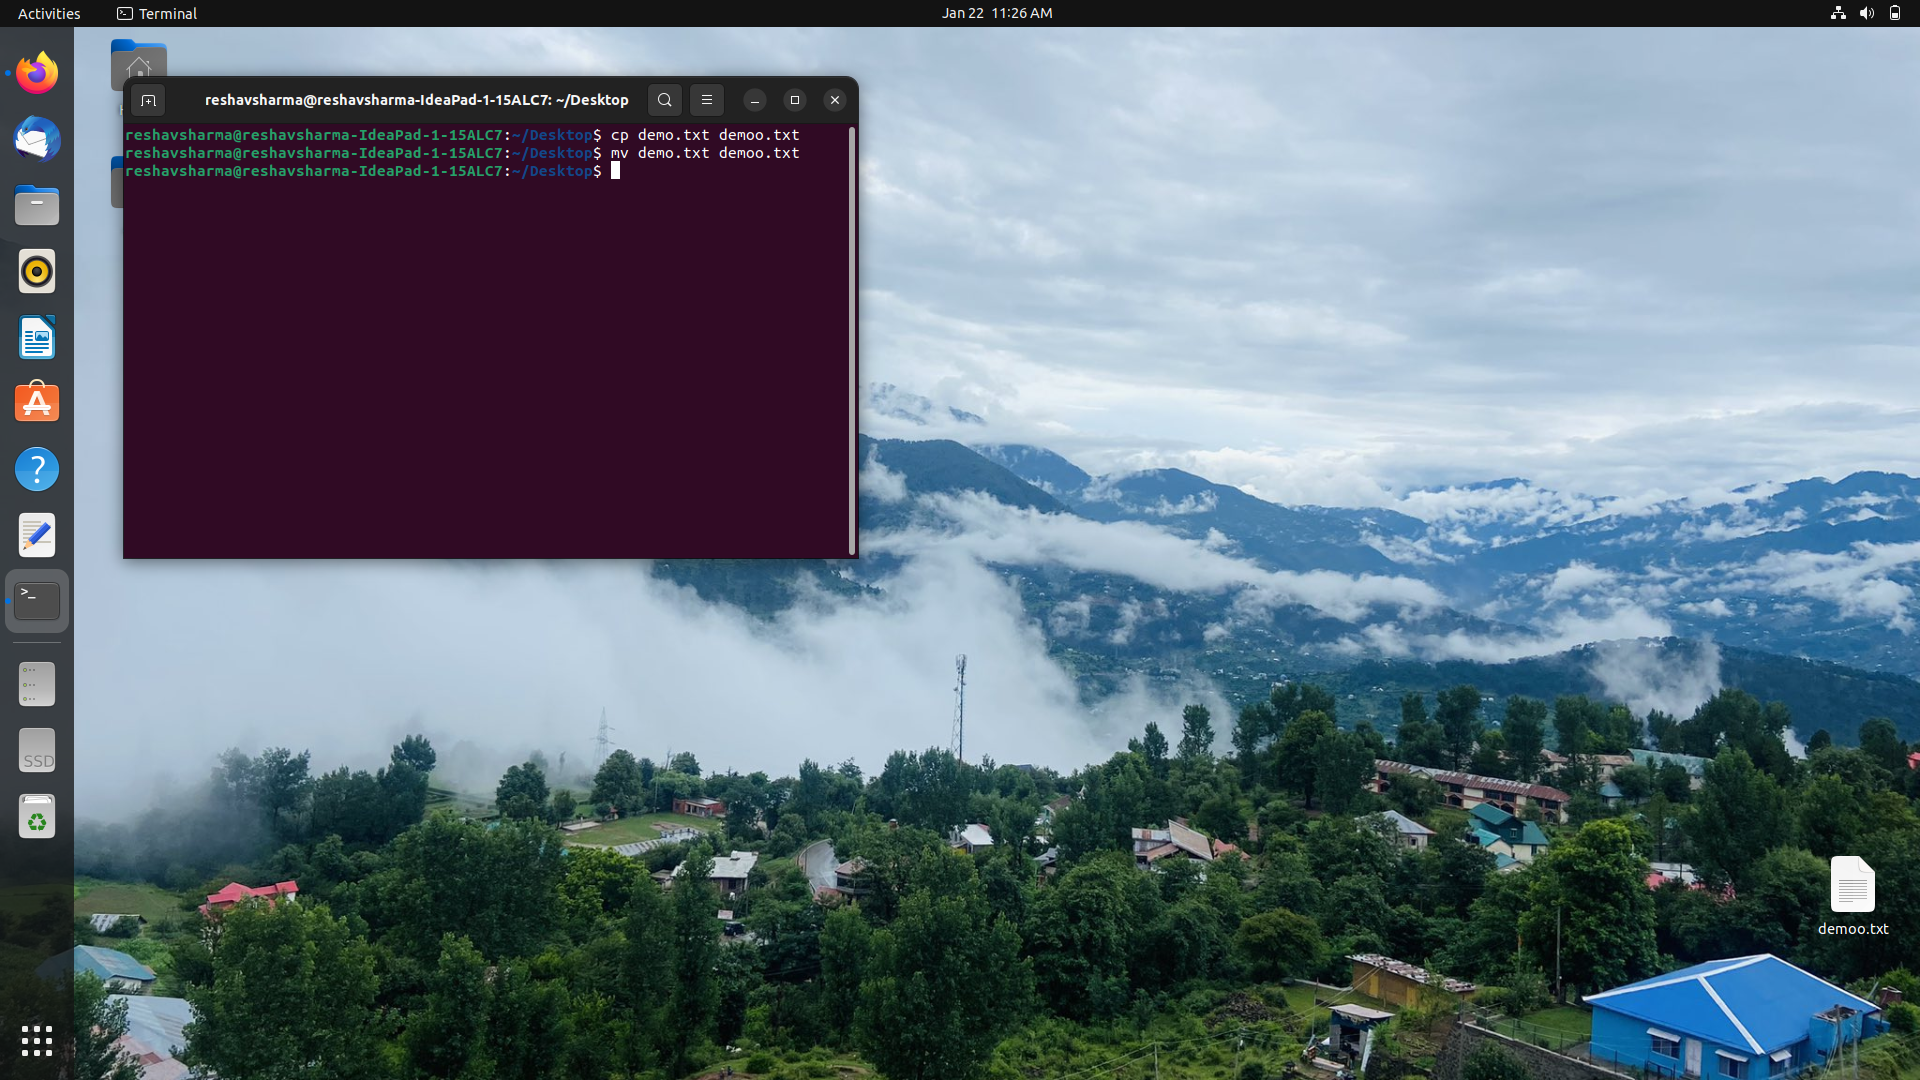 Activities
Terminal
Jan 22 11:26 AM
reshavsharma@reshavsharma-IdeaPad-1-15ALC7: ~/Desktop
reshavsharma@reshavsharma-IdeaPad-1-15ALC7:~/Desktop$ cp demo.txt demoo.txt
reshavsharma@reshavsharma-IdeaPad-1-15ALC7:~/Desktop$ mv demo.txt demoo.txt
reshavsharma@reshavsharma-IdeaPad-1-15ALC7:~/Desktop$
>_
SSD
demoo.txt